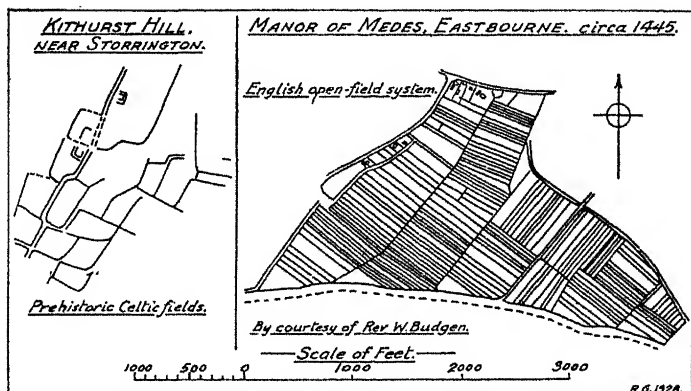 KITHURST HILL.
NEAR STORRINGTON.
Prehistoric Celtic fields.
MANOR OF MEDES, EASTBOURNE. circa 1445.
English open-field system.
By courtesy of Rev W. Budgen.
Scale of Feet.
1000 500 0 1000 2000 3000
R.G. 1928